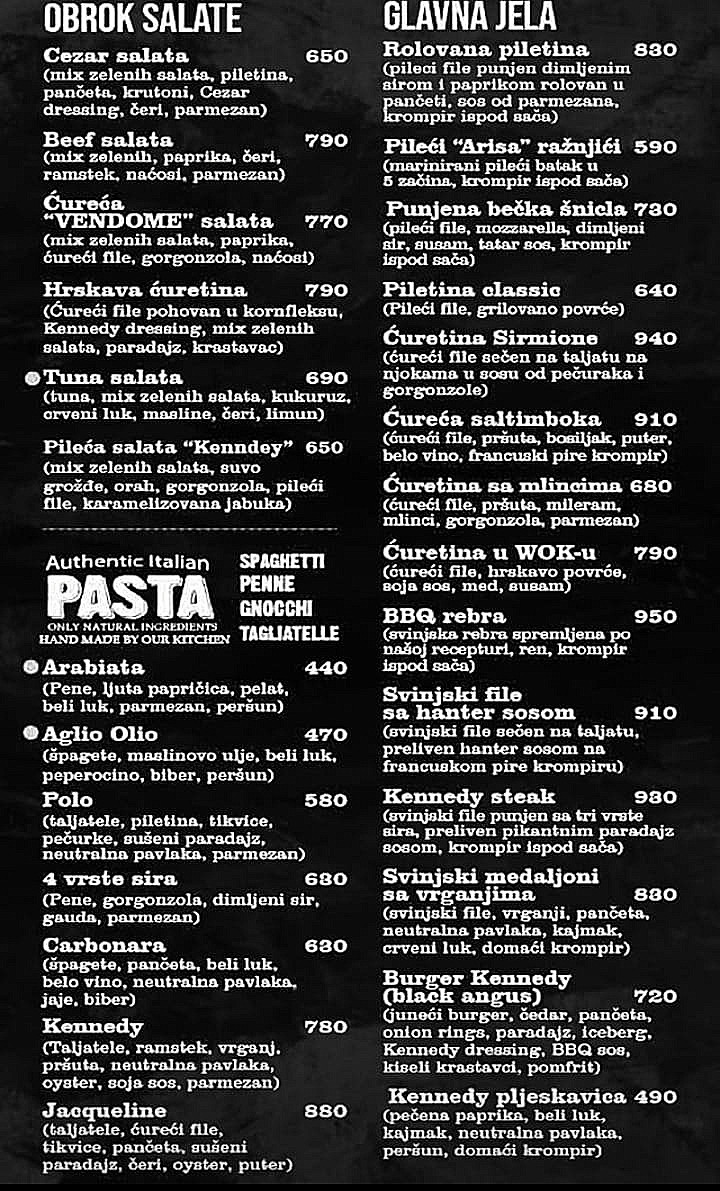 OBROK SALATE
Cezar salata 650
(mix zelenih salata, piletina,
pančeta, krutoni, Cezar
dressing, čeri, parmezan)
Beef salata 790
(mix zelenih, paprika, čeri,
ramstek, naćosi, parmezan)
Ćureća
“VENDOME” salata 770
(mix zelenih salata, paprika,
ćureći file, gorgonzola, naćosi)
Hrskava ćuretina 790
(Ćureći file pohovan u kornfleksu,
Kennedy dressing, mix zelenih
salata, paradajz, krastavac)
Tuna salata 690
(tuna, mix zelenih salata, kukuruz,
crveni luk, masline, čeri, limun)
Pileća salata “Kenndey” 650
(mix zelenih salata, suvo
grožđe, orah, gorgonzola, pileći
file, karamelizovana jabuka)
Authentic Italian
PASTA
ONLY NATURAL INGREDIENTS
HAND MADE BY OUR KITCHEN
SPAGHETTI
PENNE
GNOCCHI
TAGLIATELLE
Arabiata 440
(Pene, ljuta papričica, pelat,
beli luk, parmezan, peršun)
Aglio Olio 470
(špagete, maslinovo ulje, beli luk,
peperocino, biber, peršun)
Polo 580
(taljatele, piletina, tikvice,
pečurke, sušeni paradajz,
neutralna pavlaka, parmezan)
4 vrste sira 630
(Pene, gorgonzola, dimljeni sir,
gauda, parmezan)
Carbonara 630
(špagete, pančeta, beli luk,
belo vino, neutralna pavlaka,
jaje, biber)
Kennedy 780
(Taljatele, ramstek, vrganj,
pršuta, neutralna pavlaka,
oyster, soja sos, parmezan)
Jacqueline 880
(taljatele, ćureći file,
tikvice, pančeta, sušeni
paradajz, čeri, oyster, puter)
GLAVNA JELA
Rolovana piletina 830
(pileći file punjen dimljenim
sirom i paprikom rolovan u
pančeti, sos od parmezana,
krompir ispod sača)
Pileći “Arisa” ražnjići 590
(marinirani pileći batak u
5 začina, krompir ispod sača)
Punjena bečka šnicla 730
(pileći file, mozzarella, dimljeni
sir, susam, tatar sos, krompir
ispod sača)
Piletina classic 640
(Pileći file, grilovano povrće)
Ćuretina Sirmione 940
(ćureći file sečen na taljatu na
njokama u sosu od pečuraka i
gorgonzole)
Ćureća saltimboka 910
(ćureći file, pršuta, bosiljak, puter,
belo vino, francuski pire krompir)
Ćuretina sa mlincima 680
(ćureći file, pršuta, mileram,
mlinci, gorgonzola, parmezan)
Ćuretina u WOK-u 790
(ćureći file, hrskavo povrće,
soja sos, med, susam)
BBQ rebra 950
(svinjska rebra spremljena po
našoj recepturi, ren, krompir
ispod sača)
Svinjski file
sa hanter sosom 910
(svinjski file sečen na taljatu,
preliven hanter sosom na
francuskom pire krompiru)
Kennedy steak 930
(svinjski file punjen sa tri vrste
sira, preliven pikantnim paradajz
sosom, krompir ispod sača)
Svinjski medaljoni
sa vrganjima 830
(svinjski file, vrganji, pančeta,
neutralna pavlaka, kajmak,
crveni luk, domaći krompir)
Burger Kennedy
(black angus) 720
(juneći burger, čedar, pančeta,
onion rings, paradajz, iceberg,
Kennedy dressing, BBQ sos,
kiseli krastavci, pomfrit)
Kennedy pljeskavica 490
(pečena paprika, beli luk,
kajmak, neutralna pavlaka,
peršun, domaći krompir)